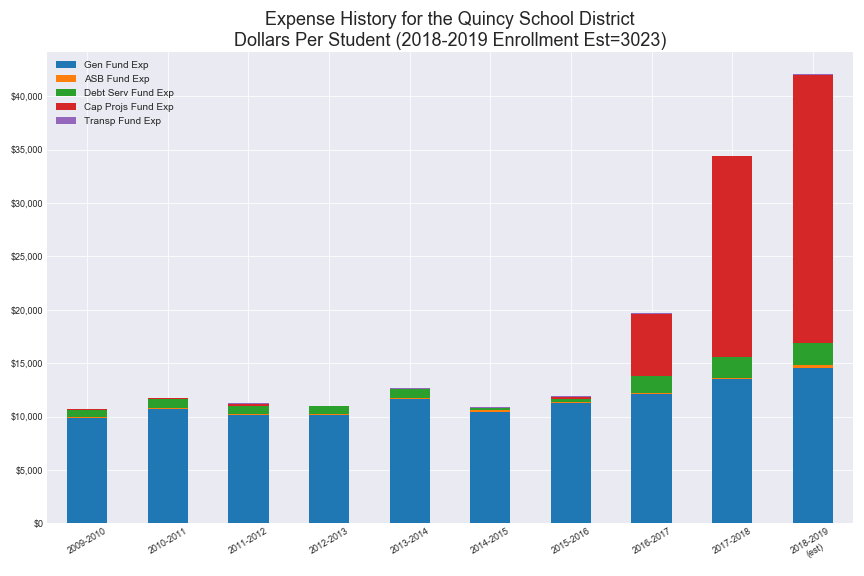 Expense History for the Quincy School District
Dollars Per Student (2018-2019 Enrollment Est=3023)
Gen Fund Exp
ASB Fund Exp
Debt Serv Fund Exp
Cap Projs Fund Exp
Transp Fund Exp
$40,000
$35,000
$30,000
$25,000
$20,000
$15,000
$10,000
$5,000
$0
2009-2010
2010-2011
2011-2012
2012-2013
2013-2014
2014-2015
2015-2016
2016-2017
2017-2018
2018-2019
(est)